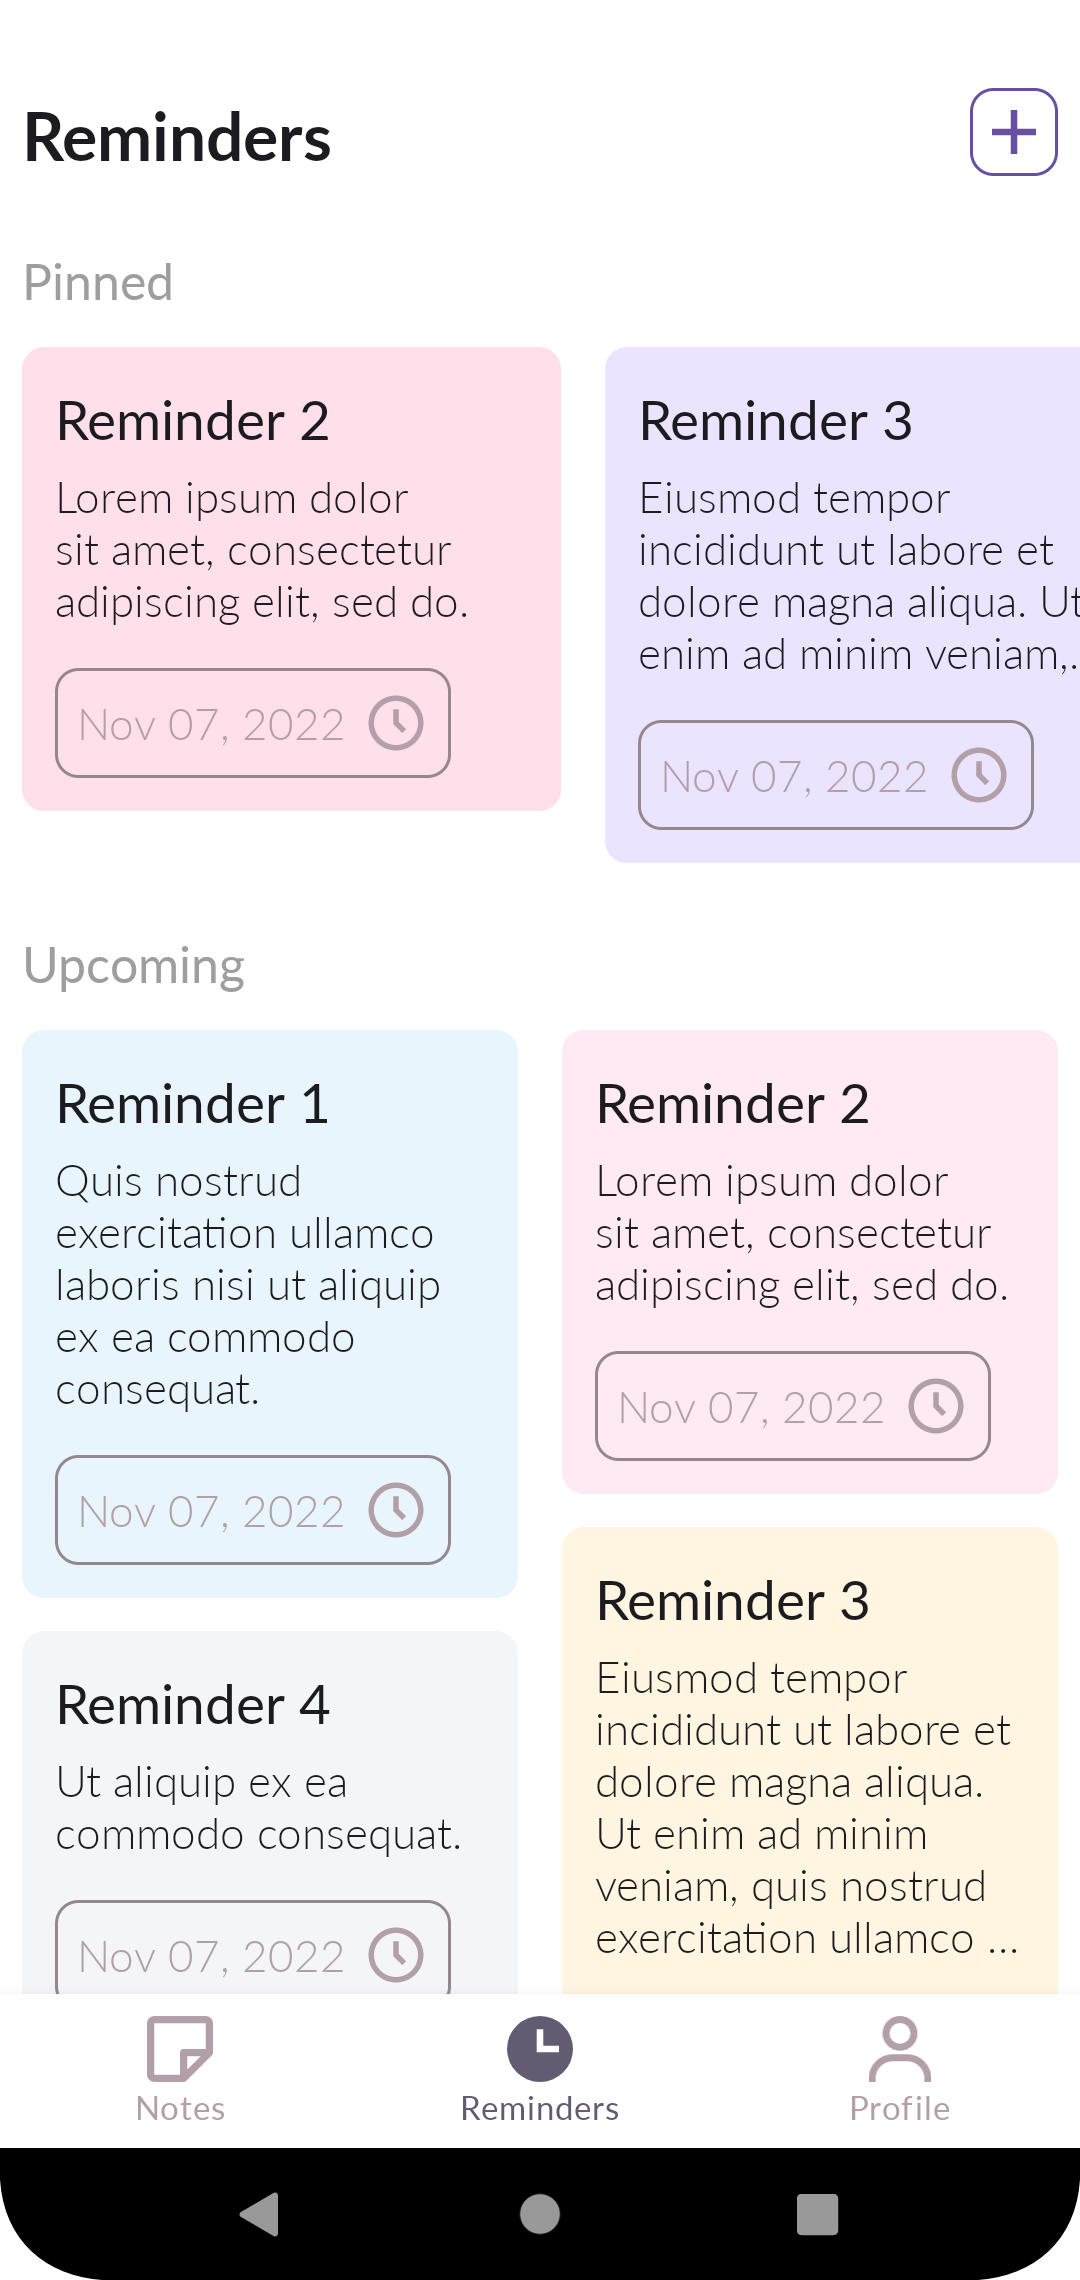 Reminders
Pinned
Reminder 2
Lorem ipsum dolor
sit amet, consectetur
adipiscing elit, sed do.
Nov 07, 2022
Reminder 3
Eiusmod tempor
incididunt ut labore et
dolore magna aliqua. Ut
enim ad minim veniam,.
Nov 07, 2022
Upcoming
Reminder 1
Quis nostrud
exercitation ullamco
laboris nisi ut aliquip
ex ea commodo
consequat.
Nov 07, 2022
Reminder 2
Lorem ipsum dolor
sit amet, consectetur
adipiscing elit, sed do.
Nov 07, 2022
Reminder 4
Ut aliquip ex ea
commodo consequat.
Nov 07, 2022
Reminder 3
Eiusmod tempor
incididunt ut labore et
dolore magna aliqua.
Ut enim ad minim
veniam, quis nostrud
exercitation ullamco ...
Notes
Reminders
Profile